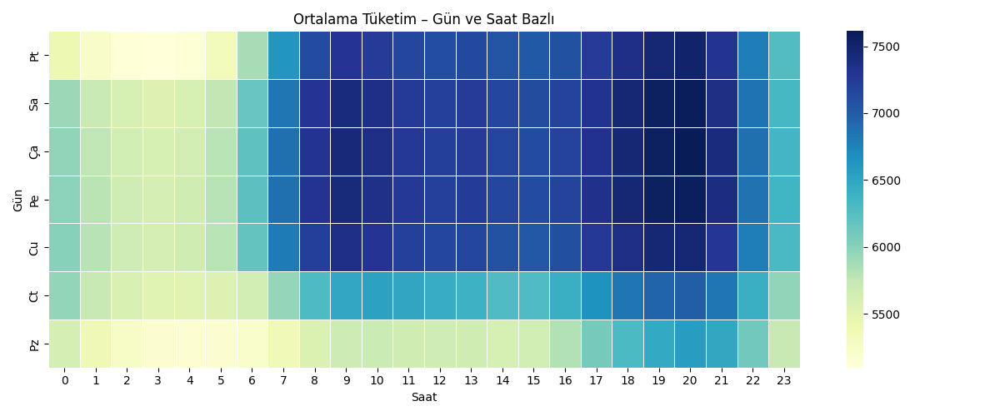 Ortalama Tüketim – Gün ve Saat Bazlı
Gün
Pt
Sa
Ça
Pe
Cu
Ct
Pz
0 1 2 3 4 5 6 7 8 9 10 11 12 13 14 15 16 17 18 19 20 21 22 23
Saat
7500
7000
6500
6000
5500